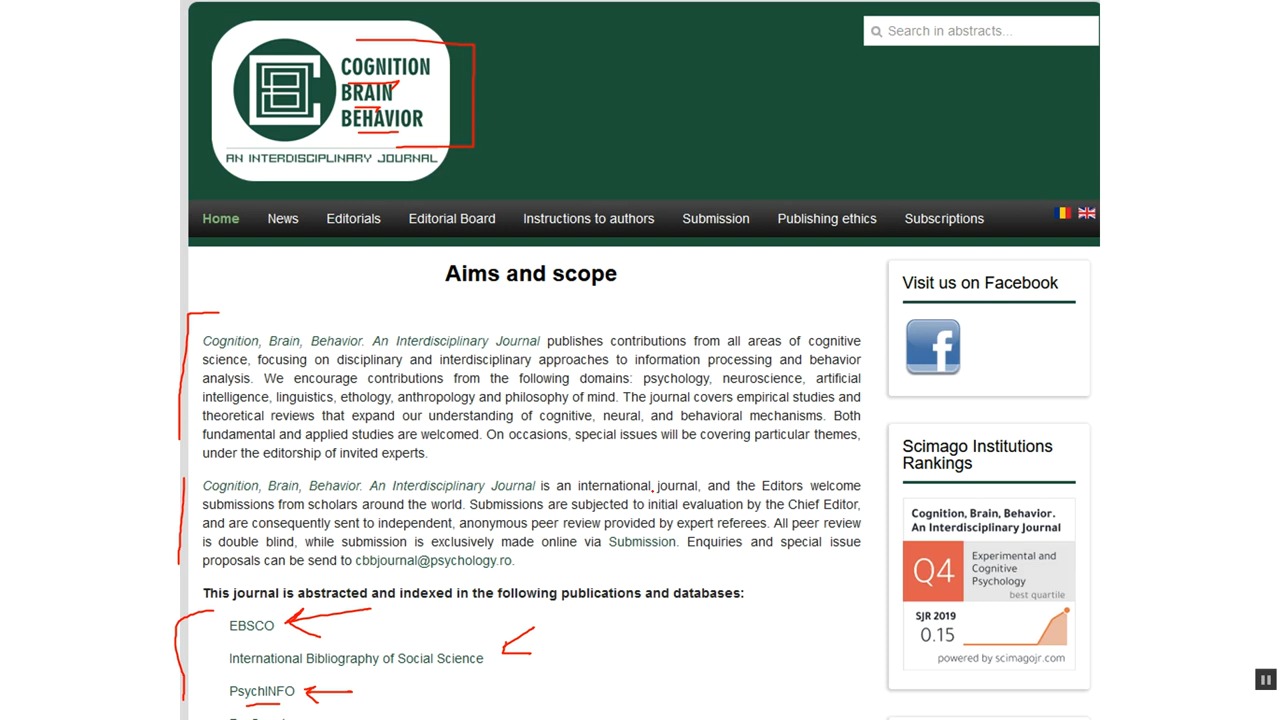 Search in abstracts...
COGNITION
BRAIN
BEHAVIOR
AN INTERDISCIPLINARY JOURNAL
Home News Editorials Editorial Board Instructions to authors Submission Publishing ethics Subscriptions
Aims and scope
Cognition, Brain, Behavior. An Interdisciplinary Journal publishes contributions from all areas of cognitive
science, focusing on disciplinary and interdisciplinary approaches to information processing and behavior
analysis. We encourage contributions from the following domains: psychology, neuroscience, artificial
intelligence, linguistics, ethology, anthropology and philosophy of mind. The journal covers empirical studies and
theoretical reviews that expand our understanding of cognitive, neural, and behavioral mechanisms. Both
fundamental and applied studies are welcomed. On occasions, special issues will be covering particular themes,
under the editorship of invited experts.
Cognition, Brain, Behavior. An Interdisciplinary Journal is an international journal, and the Editors welcome
submissions from scholars around the world. Submissions are subjected to initial evaluation by the Chief Editor,
and are consequently sent to independent, anonymous peer review provided by expert referees. All peer review
is double blind, while submission is exclusively made online via Submission. Enquiries and special issue
proposals can be send to cbbjournal@psychology.ro.
This journal is abstracted and indexed in the following publications and databases:
EBSCO
International Bibliography of Social Science
PsychINFO
Visit us on Facebook
f
Scimago Institutions
Rankings
Cognition, Brain, Behavior.
An Interdisciplinary Journal
Q4
Experimental and
Cognitive
Psychology
best quartile
SJR 2019
0.15
powered by scimagojr.com